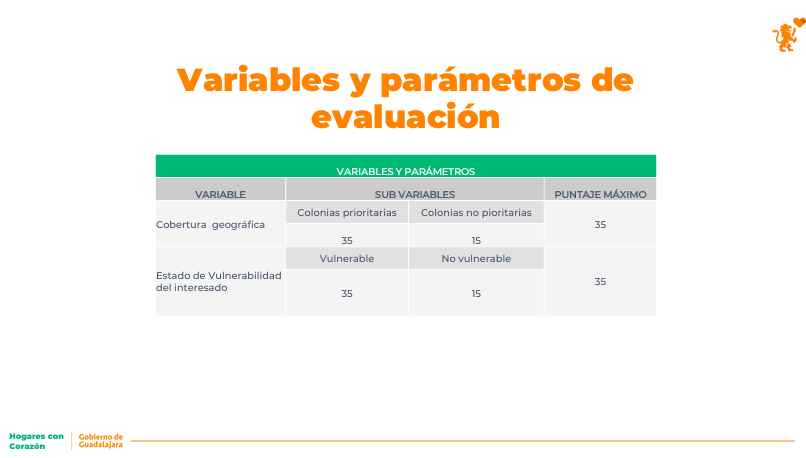 Variables y parámetros de
evaluación
VARIABLES Y PARÁMETROS
VARIABLE SUB VARIABLES PUNTAJE MÁXIMO
Cobertura geográfica
Colonias prioritarias Colonias no pioritarias
35 15
35
Estado de Vulnerabilidad
del interesado
Vulnerable No vulnerable
35 15
35
Hogares con
Corazón
Gobierno de
Guadalajara